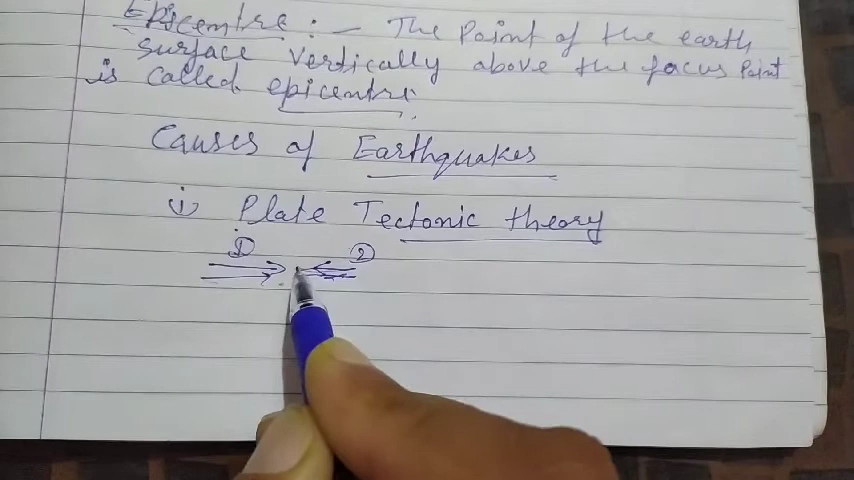 Epicentre :- The Point of the earth
surface vertically above the focus Point
is called epicentre.
Causes of Earthquakes
i) Plate Tectonic theory
① ②